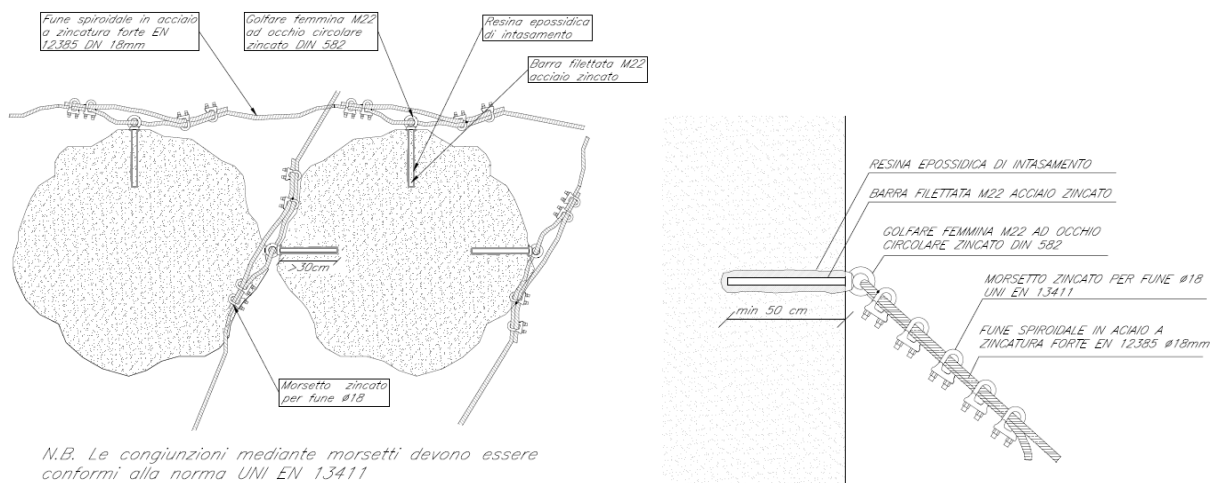 Fune spiroidale in acciaio
a zincatura forte EN
12385 DN 18mm
Golfare femmina M22
ad occhio circolare
zincato DIN 582
Resina epossidica
di intasamento
Barra filettata M22
acciaio zincato
>30cm
Morsetto zincato
per fune ø18
N.B. Le congiunzioni mediante morsetti devono essere
conformi alla norma UNI EN 13411
RESINA EPOSSIDICA DI INTASAMENTO
BARRA FILETTATA M22 ACCIAIO ZINCATO
GOLFARE FEMMINA M22 AD OCCHIO
CIRCOLARE ZINCATO DIN 582
MORSETTO ZINCATO PER FUNE ø18
UNI EN 13411
min 50 cm
FUNE SPIROIDALE IN ACIAIO A
ZINCATURA FORTE EN 12385 ø18mm